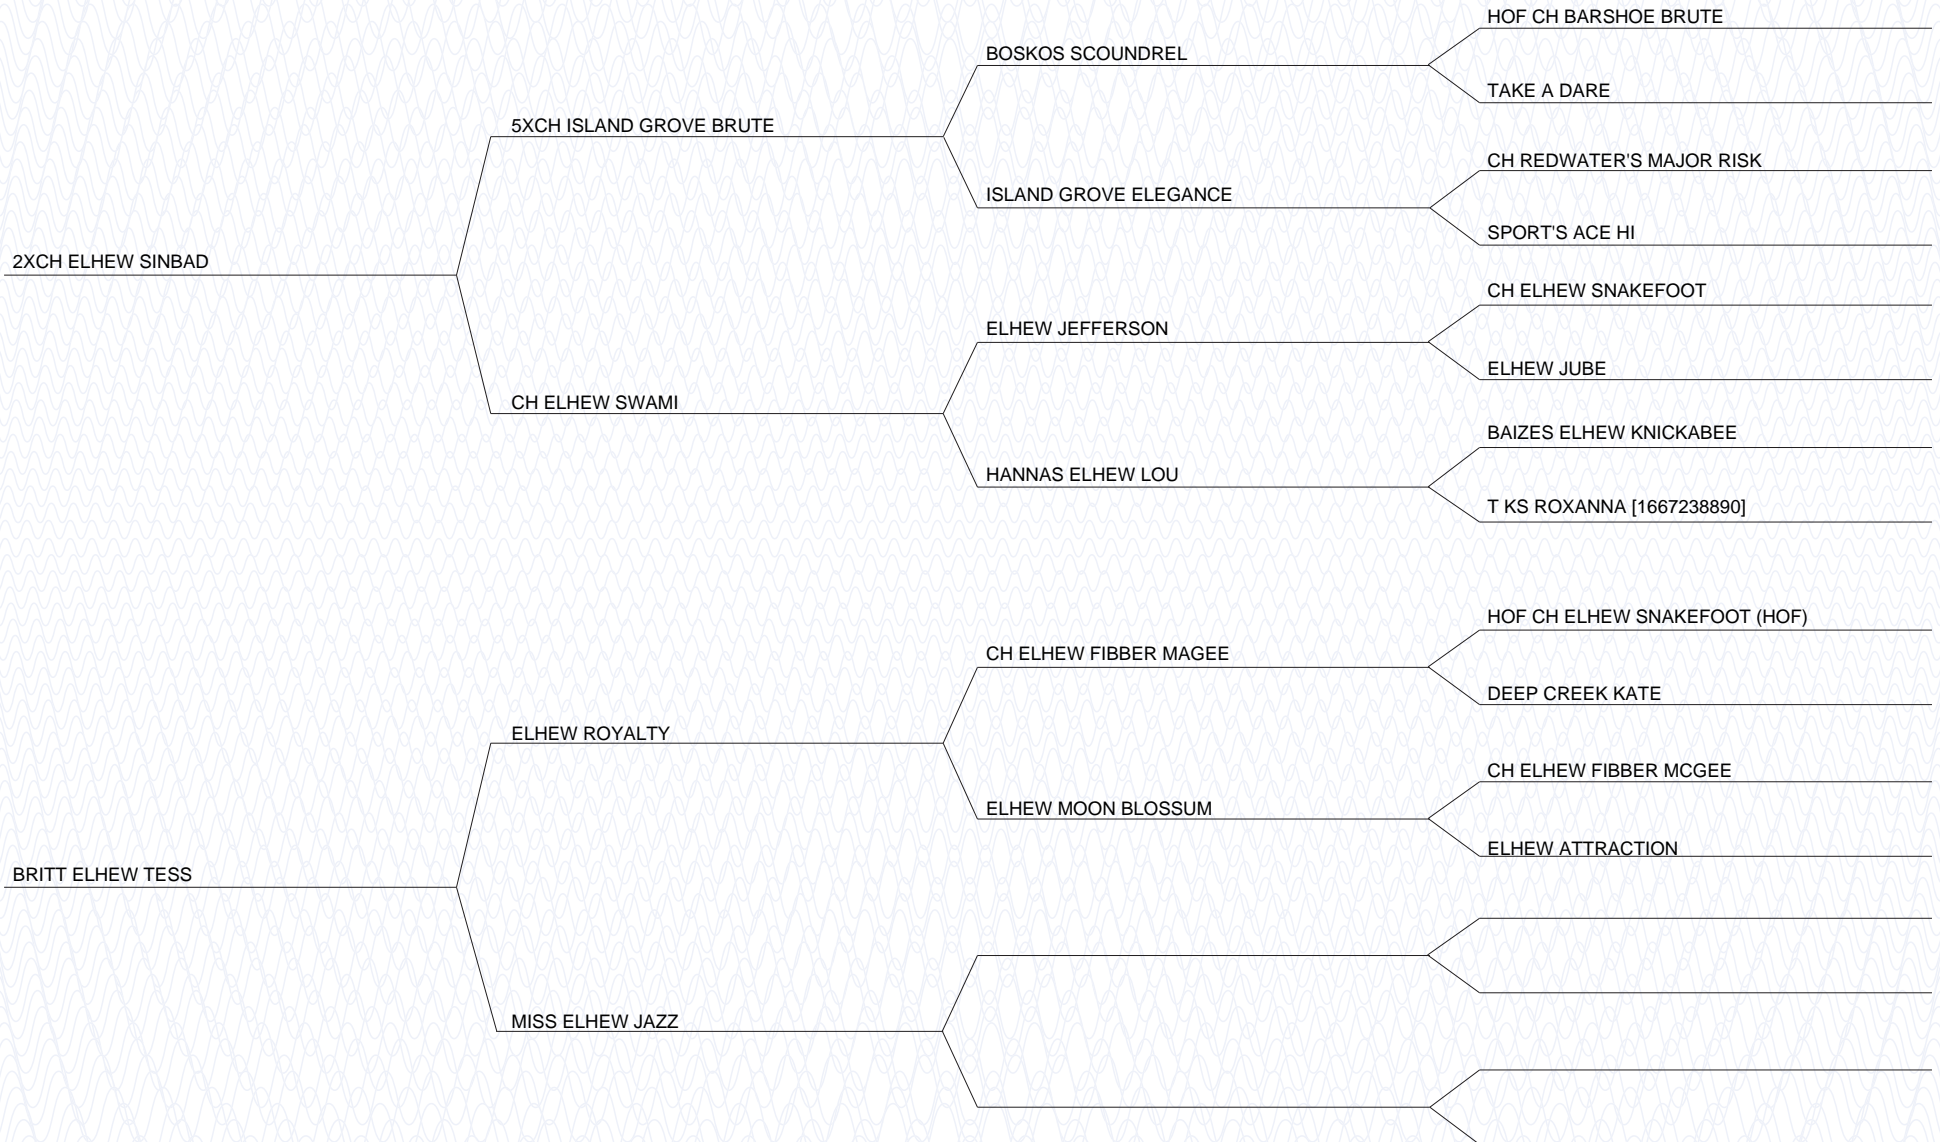 HOF CH BARSHOE BRUTE
BOSKOS SCOUNDREL
TAKE A DARE
5XCH ISLAND GROVE BRUTE
CH REDWATER'S MAJOR RISK
ISLAND GROVE ELEGANCE
SPORT'S ACE HI
2XCH ELHEW SINBAD
CH ELHEW SNAKEFOOT
ELHEW JEFFERSON
ELHEW JUBE
CH ELHEW SWAMI
BAIZES ELHEW KNICKABEE
HANNAS ELHEW LOU
T KS ROXANNA [1667238890]
HOF CH ELHEW SNAKEFOOT (HOF)
CH ELHEW FIBBER MAGEE
DEEP CREEK KATE
ELHEW ROYALTY
CH ELHEW FIBBER MCGEE
ELHEW MOON BLOSSUM
ELHEW ATTRACTION
BRITT ELHEW TESS
MISS ELHEW JAZZ